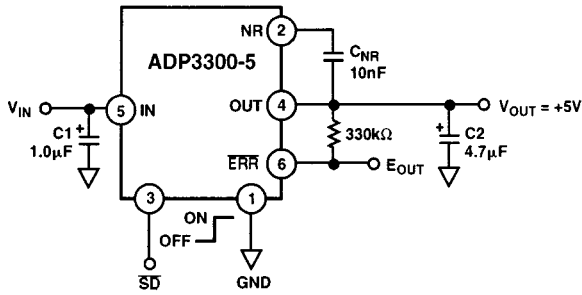 NR
2
C_NR
10nF
ADP3300-5
V_IN
5
IN
OUT
4
V_OUT = +5V
C1
+
1.0µF
330kΩ
+
C2
4.7µF
ERR
6
E_OUT
3
ON
OFF
1
SD
GND